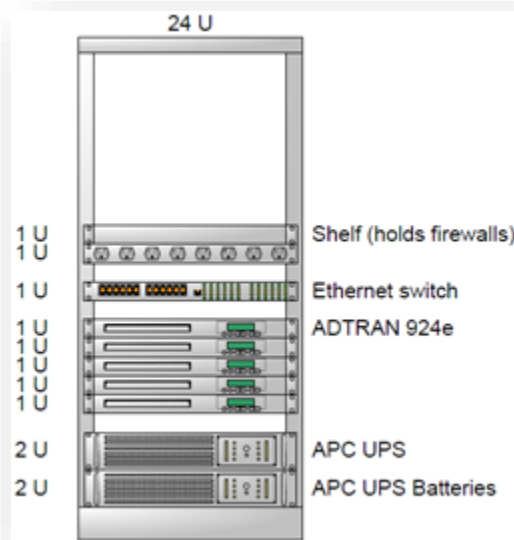 24 U
1 U Shelf (holds firewalls)
1 U
1 U Ethernet switch
1 U ADTRAN 924e
1 U
1 U
1 U
1 U
2 U APC UPS
2 U APC UPS Batteries